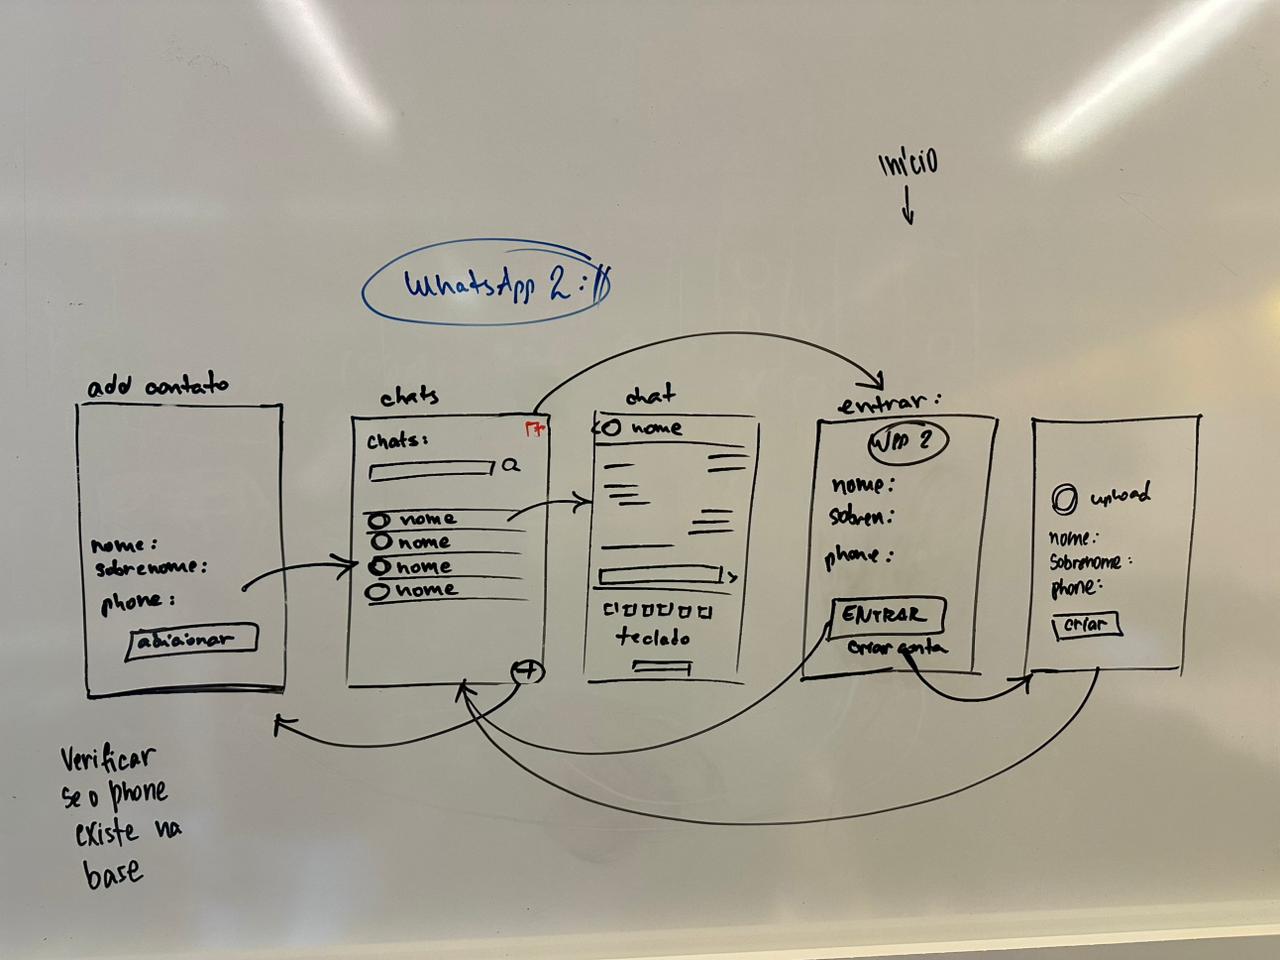 início
WhatsApp 2:
add contato
nome:
sobrenome:
phone:
adicionar
Verificar
se o phone
existe na
base
chats
chats:
nome
nome
nome
nome
+
chat
< nome
>
teclado
entrar:
Wpp 2
nome:
sobren:
phone:
ENTRAR
criar conta
upload
nome:
Sobrenome:
phone:
criar